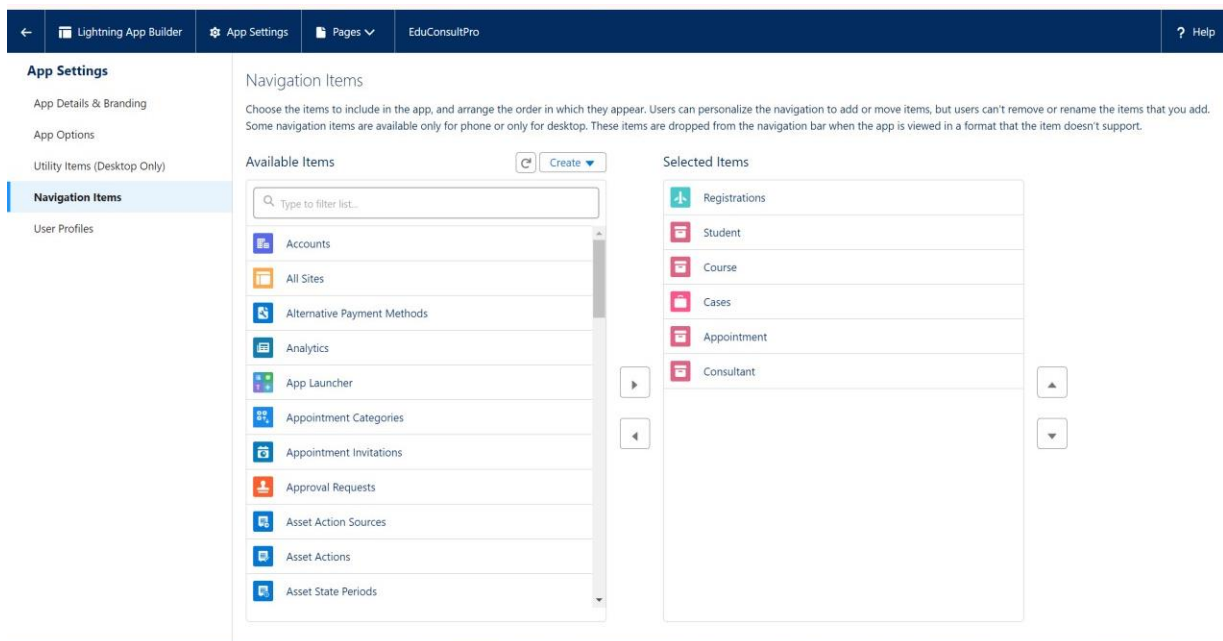 Lightning App Builder
App Settings
Pages
EduConsultPro
? Help
App Settings
App Details & Branding
App Options
Utility Items (Desktop Only)
Navigation Items
User Profiles
Navigation Items
Choose the items to include in the app, and arrange the order in which they appear. Users can personalize the navigation to add or move items, but users can't remove or rename the items that you add.
Some navigation items are available only for phone or only for desktop. These items are dropped from the navigation bar when the app is viewed in a format that the item doesn't support.
Available Items
Create
Type to filter list...
Accounts
All Sites
Alternative Payment Methods
Analytics
App Launcher
Appointment Categories
Appointment Invitations
Approval Requests
Asset Action Sources
Asset Actions
Asset State Periods
Selected Items
Registrations
Student
Course
Cases
Appointment
Consultant